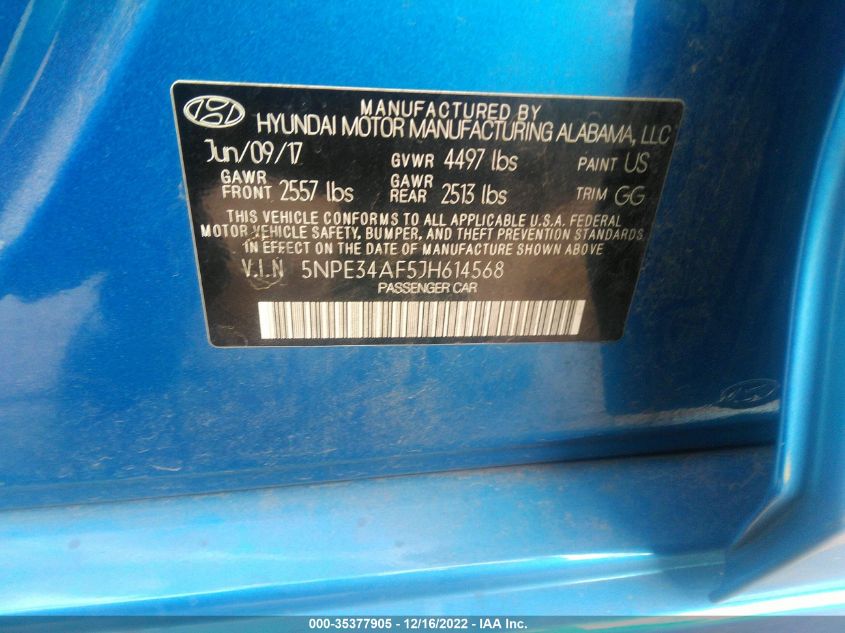 MANUFACTURED BY
HYUNDAI MOTOR MANUFACTURING ALABAMA, LLC
Jun/09/17 GVWR 4497 lbs PAINT US
GAWR FRONT 2557 lbs GAWR REAR 2513 lbs TRIM GG
THIS VEHICLE CONFORMS TO ALL APPLICABLE U.S.A. FEDERAL
MOTOR VEHICLE SAFETY, BUMPER, AND THEFT PREVENTION STANDARDS
IN EFFECT ON THE DATE OF MANUFACTURE SHOWN ABOVE
V.I.N 5NPE34AF5JH614568
PASSENGER CAR
000-35377905 - 12/16/2022 - IAA Inc.